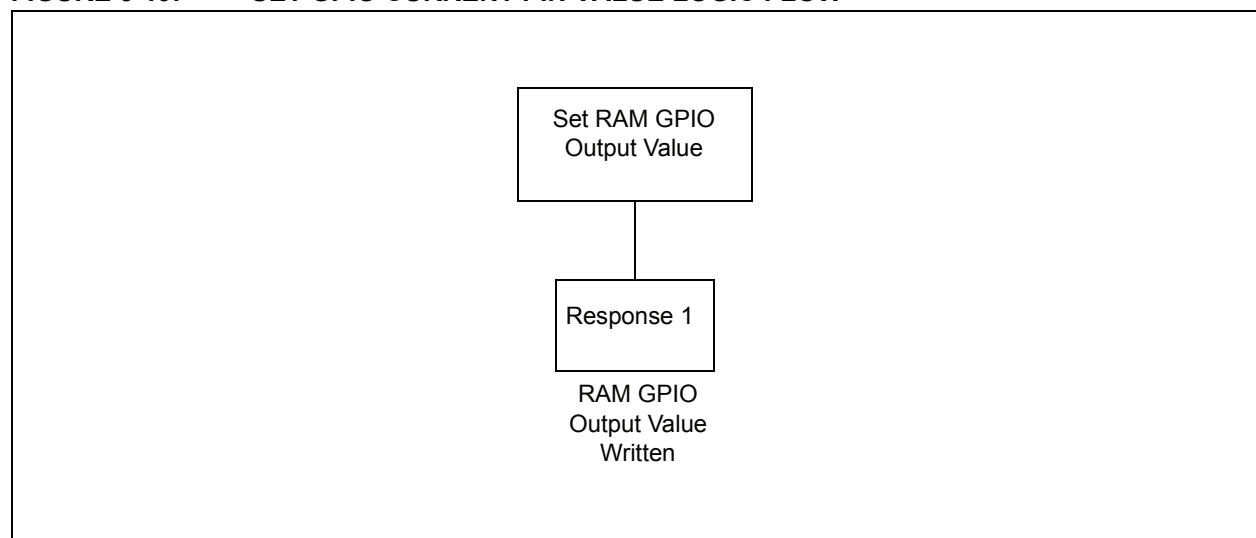 Set RAM GPIO
Output Value
Response 1
RAM GPIO
Output Value
Written